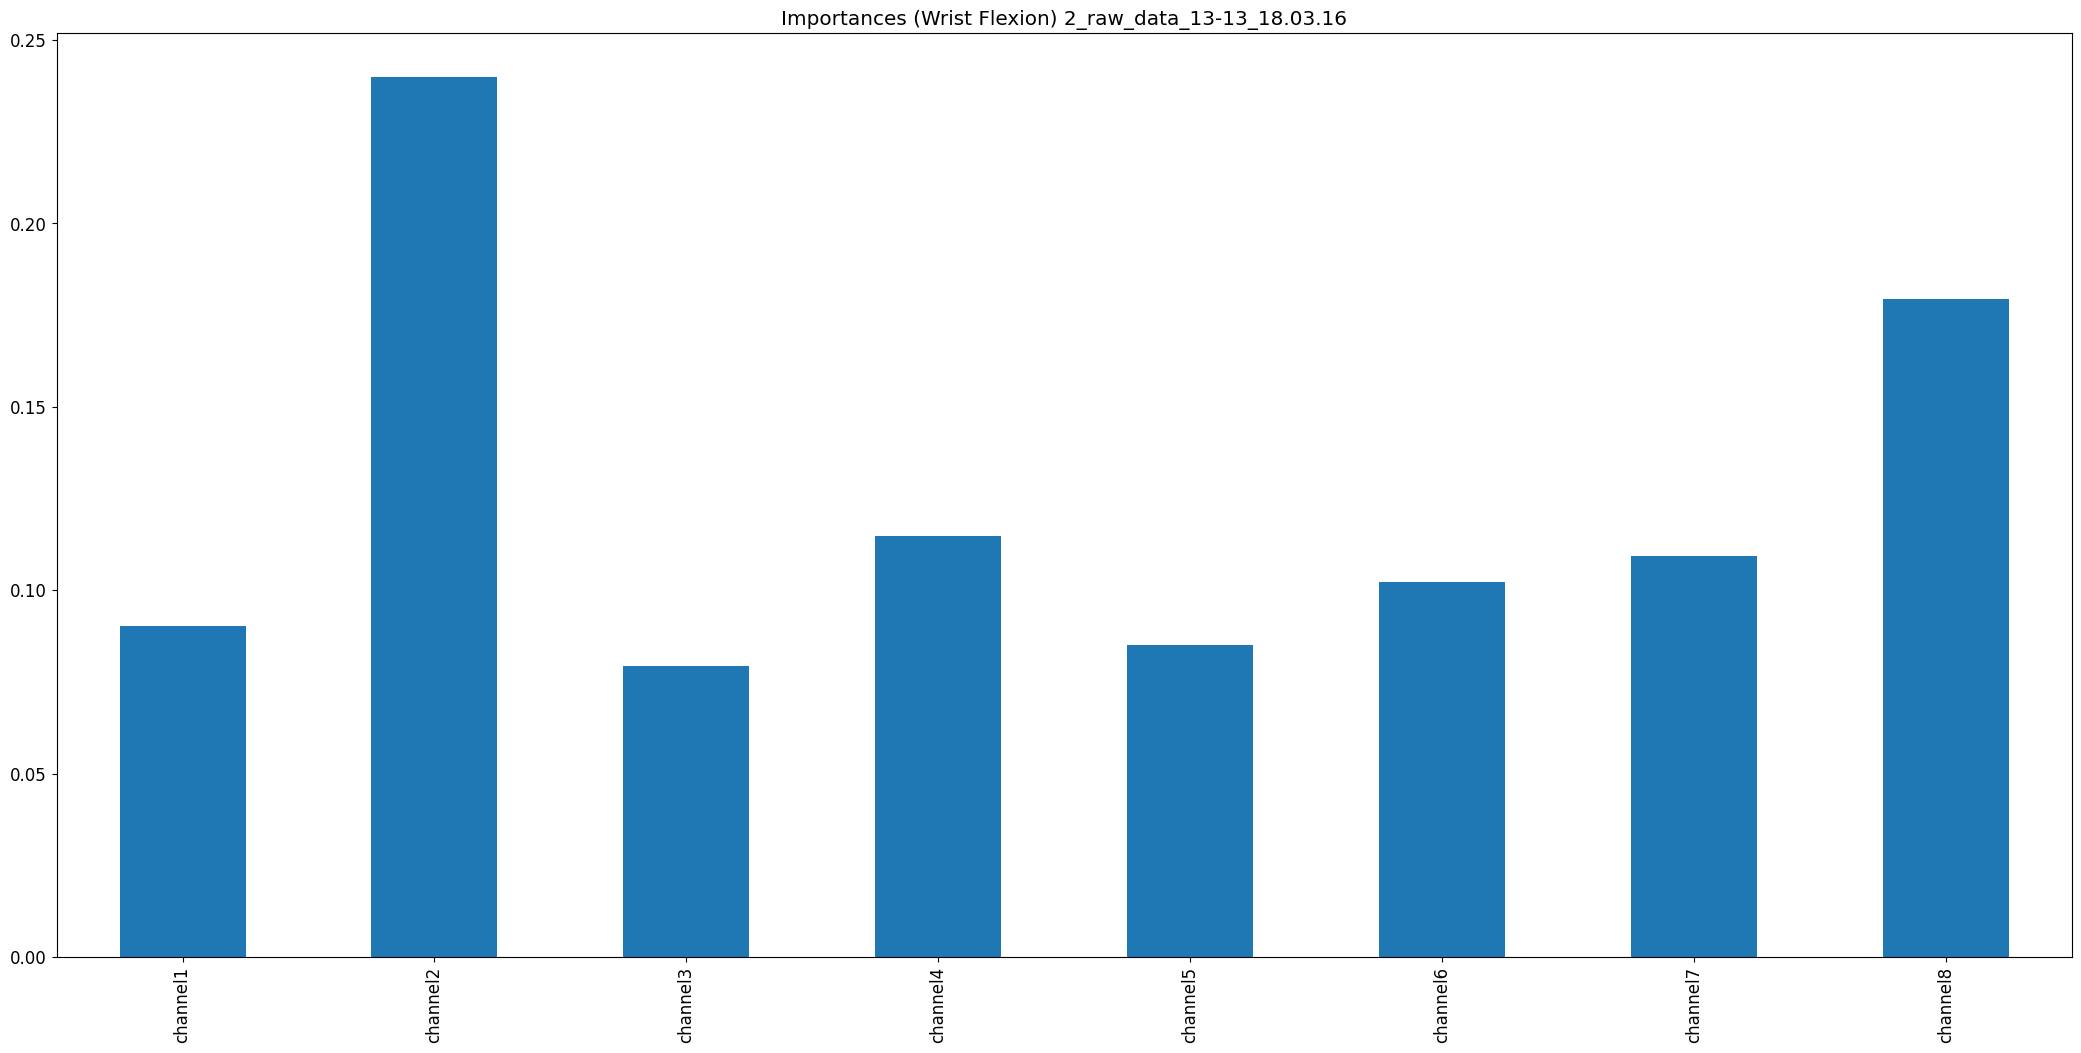 Importances (Wrist Flexion) 2_raw_data_13-13_18.03.16
0.25
0.20
0.15
0.10
0.05
0.00
channel1
channel2
channel3
channel4
channel5
channel6
channel7
channel8